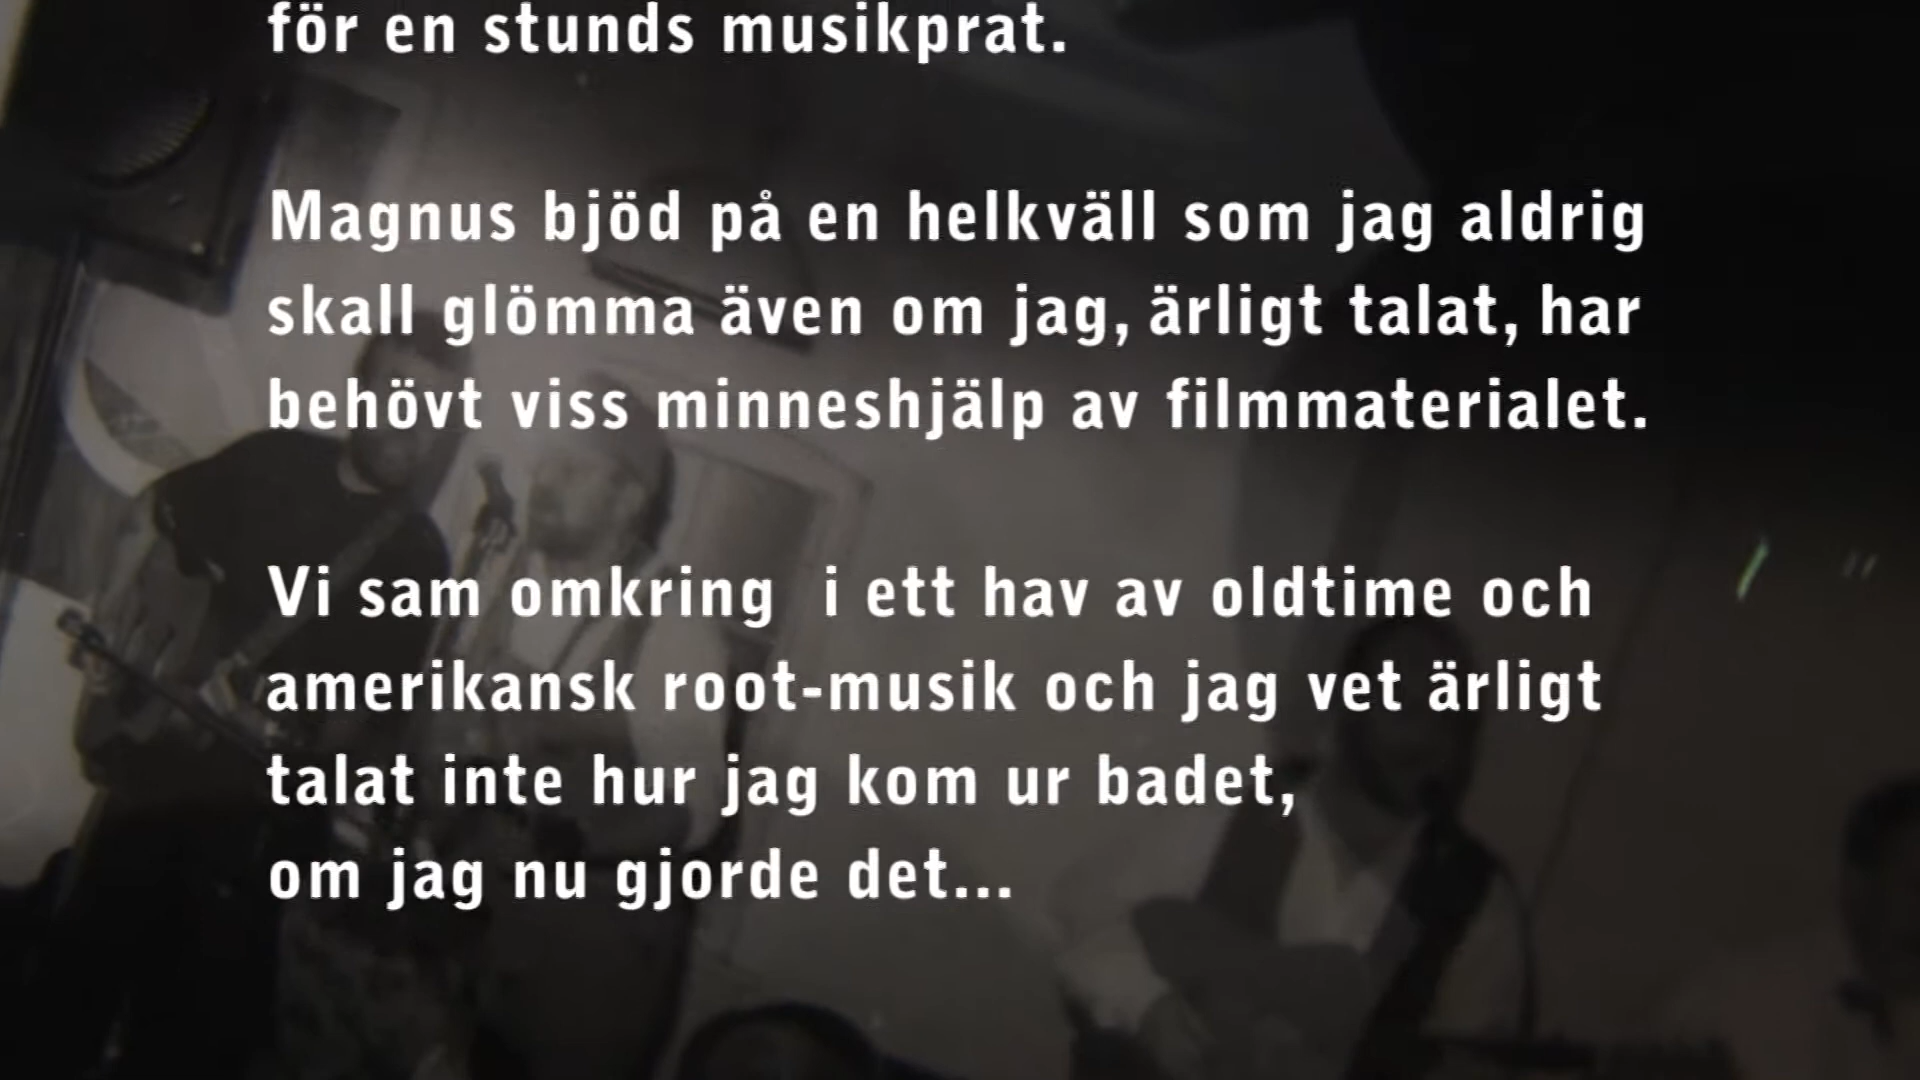 för en stunds musikprat.
Magnus bjöd på en helkväll som jag aldrig
skall glömma även om jag, ärligt talat, har
behövt viss minneshjälp av filmmaterialet.
Vi sam omkring  i ett hav av oldtime och
amerikansk root-musik och jag vet ärligt
talat inte hur jag kom ur badet,
om jag nu gjorde det...